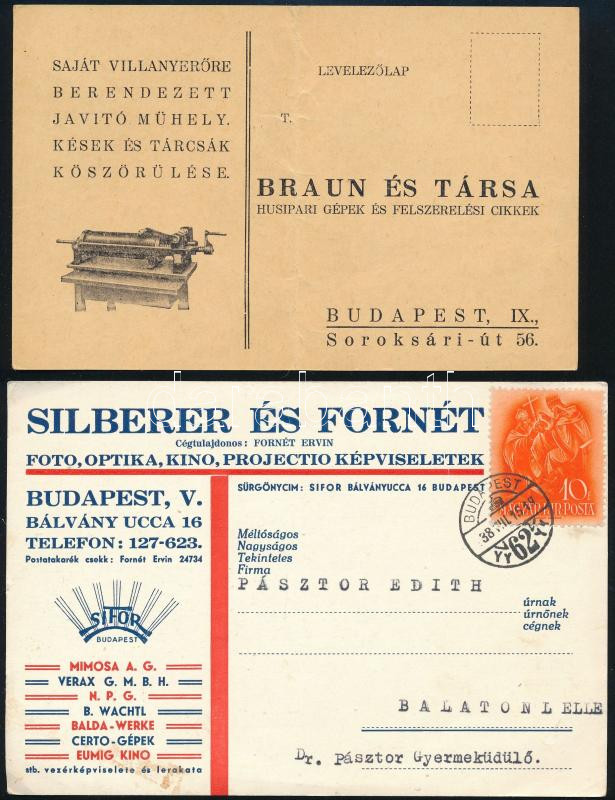 SAJÁT VILLANYERŐRE
BERENDEZETT
JAVITÓ MŰHELY.
KÉSEK ÉS TÁRCSÁK
KÖSZÖRÜLÉSE.
LEVELEZŐLAP
T.
BRAUN ÉS TÁRSA
HUSIPARI GÉPEK ÉS FELSZERELÉSI CIKKEK
BUDAPEST, IX.,
Soroksári-út 56.
SILBERER ÉS FORNÉT
Cégtulajdonos: FORNÉT ERVIN
FOTO, OPTIKA, KINO, PROJECTIO KÉPVISELETEK
BUDAPEST, V.
BÁLVÁNY UCCA 16
TELEFON: 127-623.
Postatakarék csekk: Fornét Ervin 24734
SIFOR
BUDAPEST
MIMOSA A. G.
VERAX G. M. B. H.
N. P. G.
B. WACHTL
BALDA-WERKE
CERTO-GÉPEK
EUMIG KINO
stb. vezérképviselete és lerakata
SÜRGÖNYCIM: SIFOR BÁLVÁNYUCCA 16 BUDAPEST
10 f
MAGYAR KIR. POSTA
BUDAPEST
62
Méltóságos
Nagyságos
Tekintetes
Firma
PÁSZTOR EDITH
úrnak
úrnőnek
cégnek
BALATONLELLE
Dr. Pásztor Gyermeküdülő.